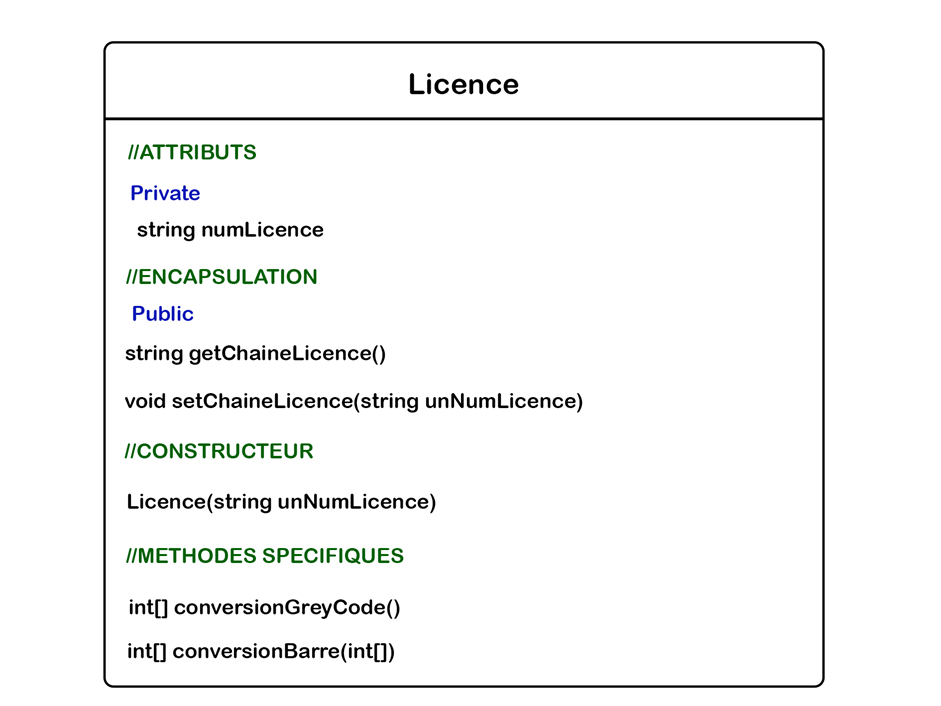 Licence
//ATTRIBUTS
Private
string numLicence
//ENCAPSULATION
Public
string getChaineLicence()
void setChaineLicence(string unNumLicence)
//CONSTRUCTEUR
Licence(string unNumLicence)
//METHODES SPECIFIQUES
int[] conversionGreyCode()
int[] conversionBarre(int[])